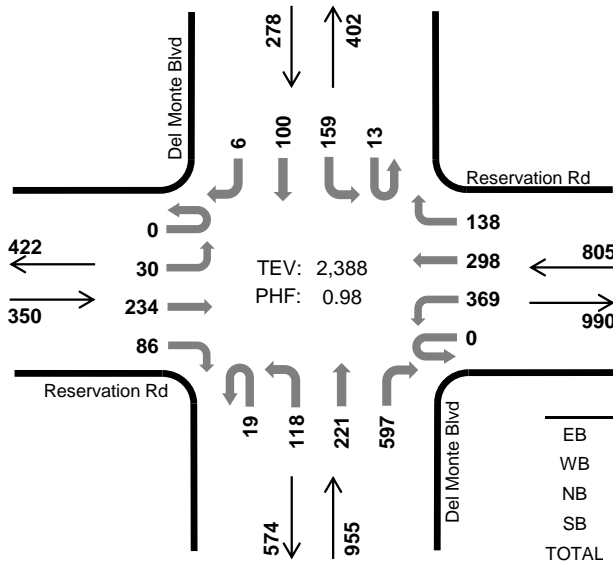 278
402
Del Monte Blvd
6
100
159
13
Reservation Rd
0
138
422
30
TEV: 2,388
298
805
350
234
PHF: 0.98
369
990
86
0
Reservation Rd
19
118
221
597
Del Monte Blvd
574
955
EB
WB
NB
SB
TOTAL